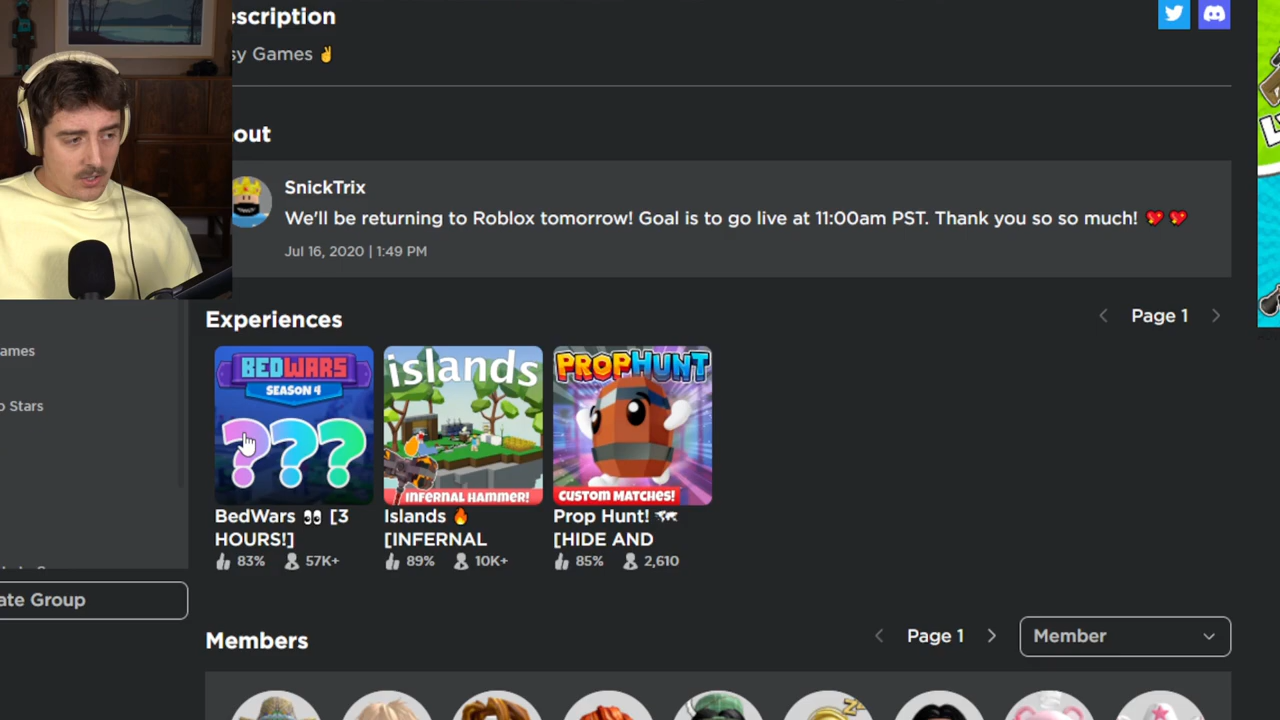 escription
sy Games ✌
out
SnickTrix
We'll be returning to Roblox tomorrow! Goal is to go live at 11:00am PST. Thank you so so much! 💖 💖
Jul 16, 2020 | 1:49 PM
Experiences
Page 1
ames
o Stars
BEDWARS
SEASON 4
???
islands
INFERNAL HAMMER!
PROPHUNT
CUSTOM MATCHES!
BedWars 👀 [3
HOURS!]
83% 57K+
Islands 🔥
[INFERNAL
89% 10K+
Prop Hunt! 🗺
[HIDE AND
85% 2,610
ate Group
Members
Page 1
Member